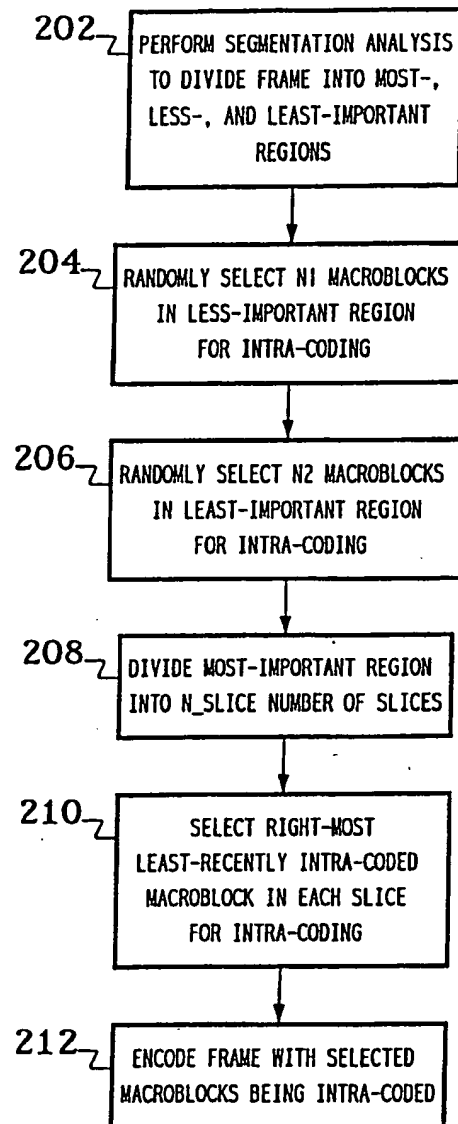 202
PERFORM SEGMENTATION ANALYSIS
TO DIVIDE FRAME INTO MOST-,
LESS-, AND LEAST-IMPORTANT
REGIONS
204
RANDOMLY SELECT N1 MACROBLOCKS
IN LESS-IMPORTANT REGION
FOR INTRA-CODING
206
RANDOMLY SELECT N2 MACROBLOCKS
IN LEAST-IMPORTANT REGION
FOR INTRA-CODING
208
DIVIDE MOST-IMPORTANT REGION
INTO N_SLICE NUMBER OF SLICES
210
SELECT RIGHT-MOST
LEAST-RECENTLY INTRA-CODED
MACROBLOCK IN EACH SLICE
FOR INTRA-CODING
212
ENCODE FRAME WITH SELECTED
MACROBLOCKS BEING INTRA-CODED